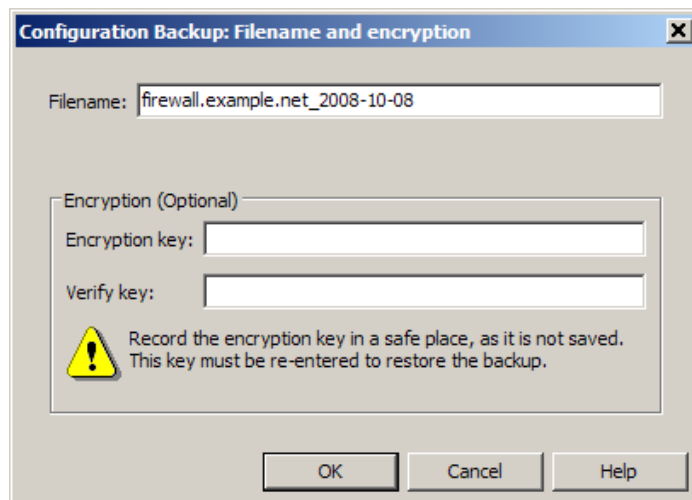 Configuration Backup: Filename and encryption
Filename: firewall.example.net_2008-10-08
Encryption (Optional)
Encryption key:
Verify key:
Record the encryption key in a safe place, as it is not saved.
This key must be re-entered to restore the backup.
OK Cancel Help